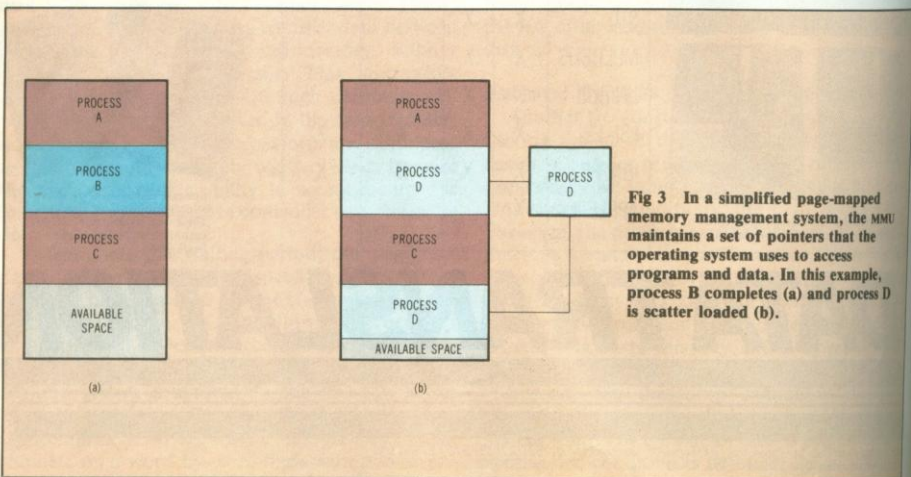 PROCESS
A
PROCESS
B
PROCESS
C
AVAILABLE
SPACE
(a)
PROCESS
A
PROCESS
D
PROCESS
C
PROCESS
D
AVAILABLE SPACE
(b)
PROCESS
D
Fig 3 In a simplified page-mapped
memory management system, the MMU
maintains a set of pointers that the
operating system uses to access
programs and data. In this example,
process B completes (a) and process D
is scatter loaded (b).